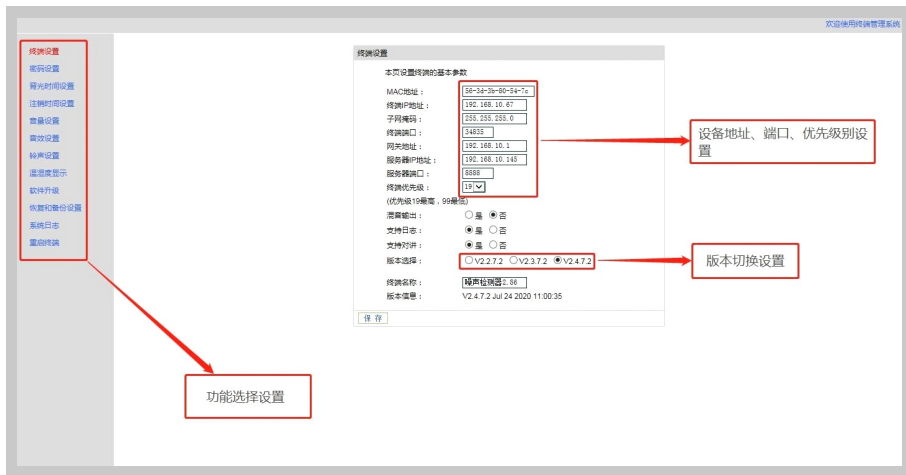 欢迎使用终端管理系统
终端设置
密码设置
背光时间设置
注销时间设置
音量设置
音效设置
铃声设置
温湿度显示
软件升级
恢复和备份设置
系统日志
重启终端
终端设置
本页设置终端的基本参数
MAC地址： 56-3d-3b-80-54-7c
终端IP地址： 192.168.10.67
子网掩码： 255.255.255.0
终端端口： 34835
网关地址： 192.168.10.1
服务器IP地址： 192.168.10.145
服务器端口： 8888
终端优先级： 19
(优先级19最高，99最低)
混音输出： 是 否
支持日志： 是 否
支持对讲： 是 否
版本选择： V2.2.7.2 V2.3.7.2 V2.4.7.2
终端名称： 噪声检测器2.86
版本信息： V2.4.7.2 Jul 24 2020 11:00:35
保 存
设备地址、端口、优先级别设
置
版本切换设置
功能选择设置